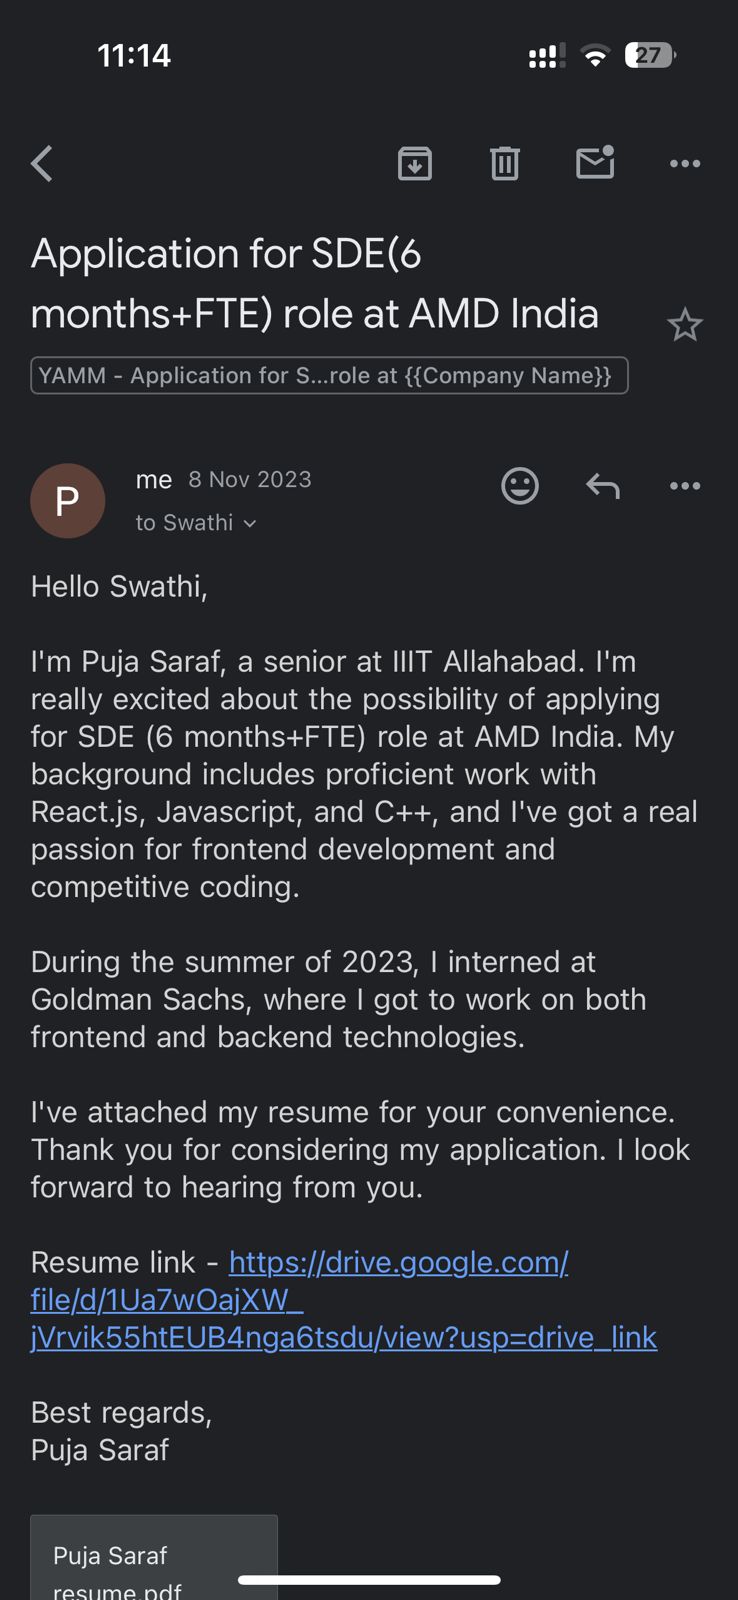 11:14
27
Application for SDE(6
months+FTE) role at AMD India
YAMM - Application for S...role at {{Company Name}}
P
me 8 Nov 2023
to Swathi
Hello Swathi,
I'm Puja Saraf, a senior at IIIT Allahabad. I'm
really excited about the possibility of applying
for SDE (6 months+FTE) role at AMD India. My
background includes proficient work with
React.js, Javascript, and C++, and I've got a real
passion for frontend development and
competitive coding.
During the summer of 2023, I interned at
Goldman Sachs, where I got to work on both
frontend and backend technologies.
I've attached my resume for your convenience.
Thank you for considering my application. I look
forward to hearing from you.
Resume link - https://drive.google.com/
file/d/1Ua7wOajXW_
jVrvik55htEUB4nga6tsdu/view?usp=drive_link
Best regards,
Puja Saraf
Puja Saraf
resume.pdf